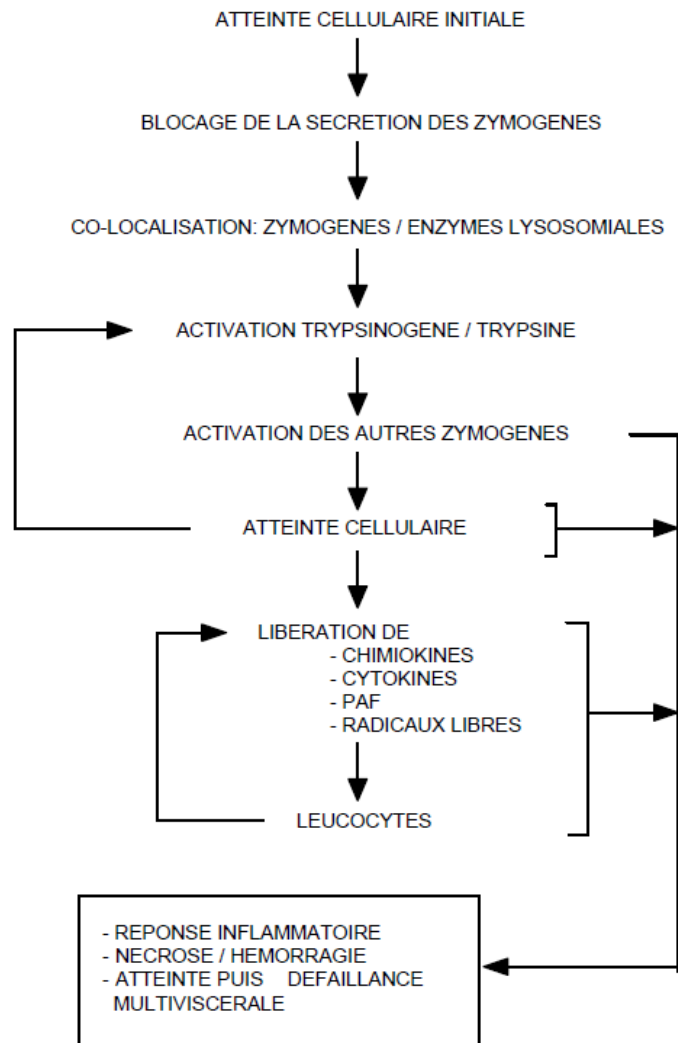 ATTEINTE CELLULAIRE INITIALE
BLOCAGE DE LA SECRETION DES ZYMOGENES
CO-LOCALISATION: ZYMOGENES / ENZYMES LYSOSOMIALES
ACTIVATION TRYPSINOGENE / TRYPSINE
ACTIVATION DES AUTRES ZYMOGENES
ATTEINTE CELLULAIRE
LIBERATION DE
- CHIMIOKINES
- CYTOKINES
- PAF
- RADICAUX LIBRES
LEUCOCYTES
- REPONSE INFLAMMATOIRE
- NECROSE / HEMORRAGIE
- ATTEINTE PUIS DEFAILLANCE
MULTIVISCERALE